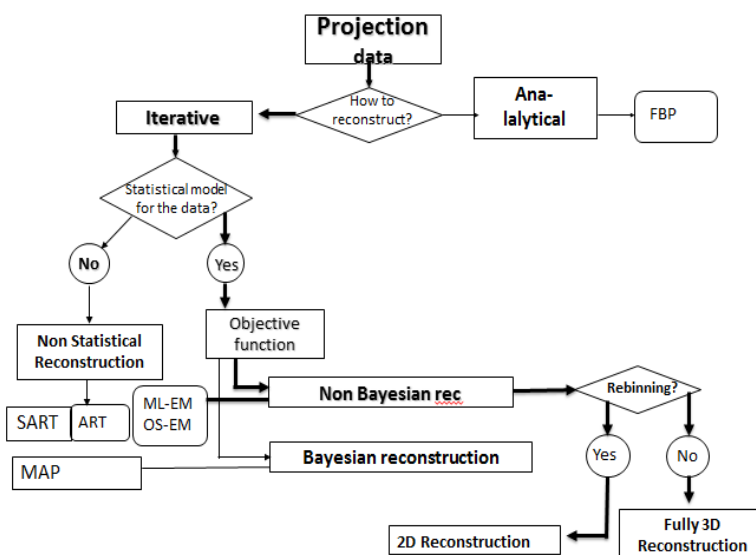 Projection
data
How to
reconstruct?
Ana-
lalytical
FBP
Iterative
Statistical model
for the data?
No
Yes
Objective
function
Non Statistical
Reconstruction
SART
ART
ML-EM
OS-EM
Non Bayesian rec
Rebinning?
MAP
Bayesian reconstruction
Yes
No
2D Reconstruction
Fully 3D
Reconstruction